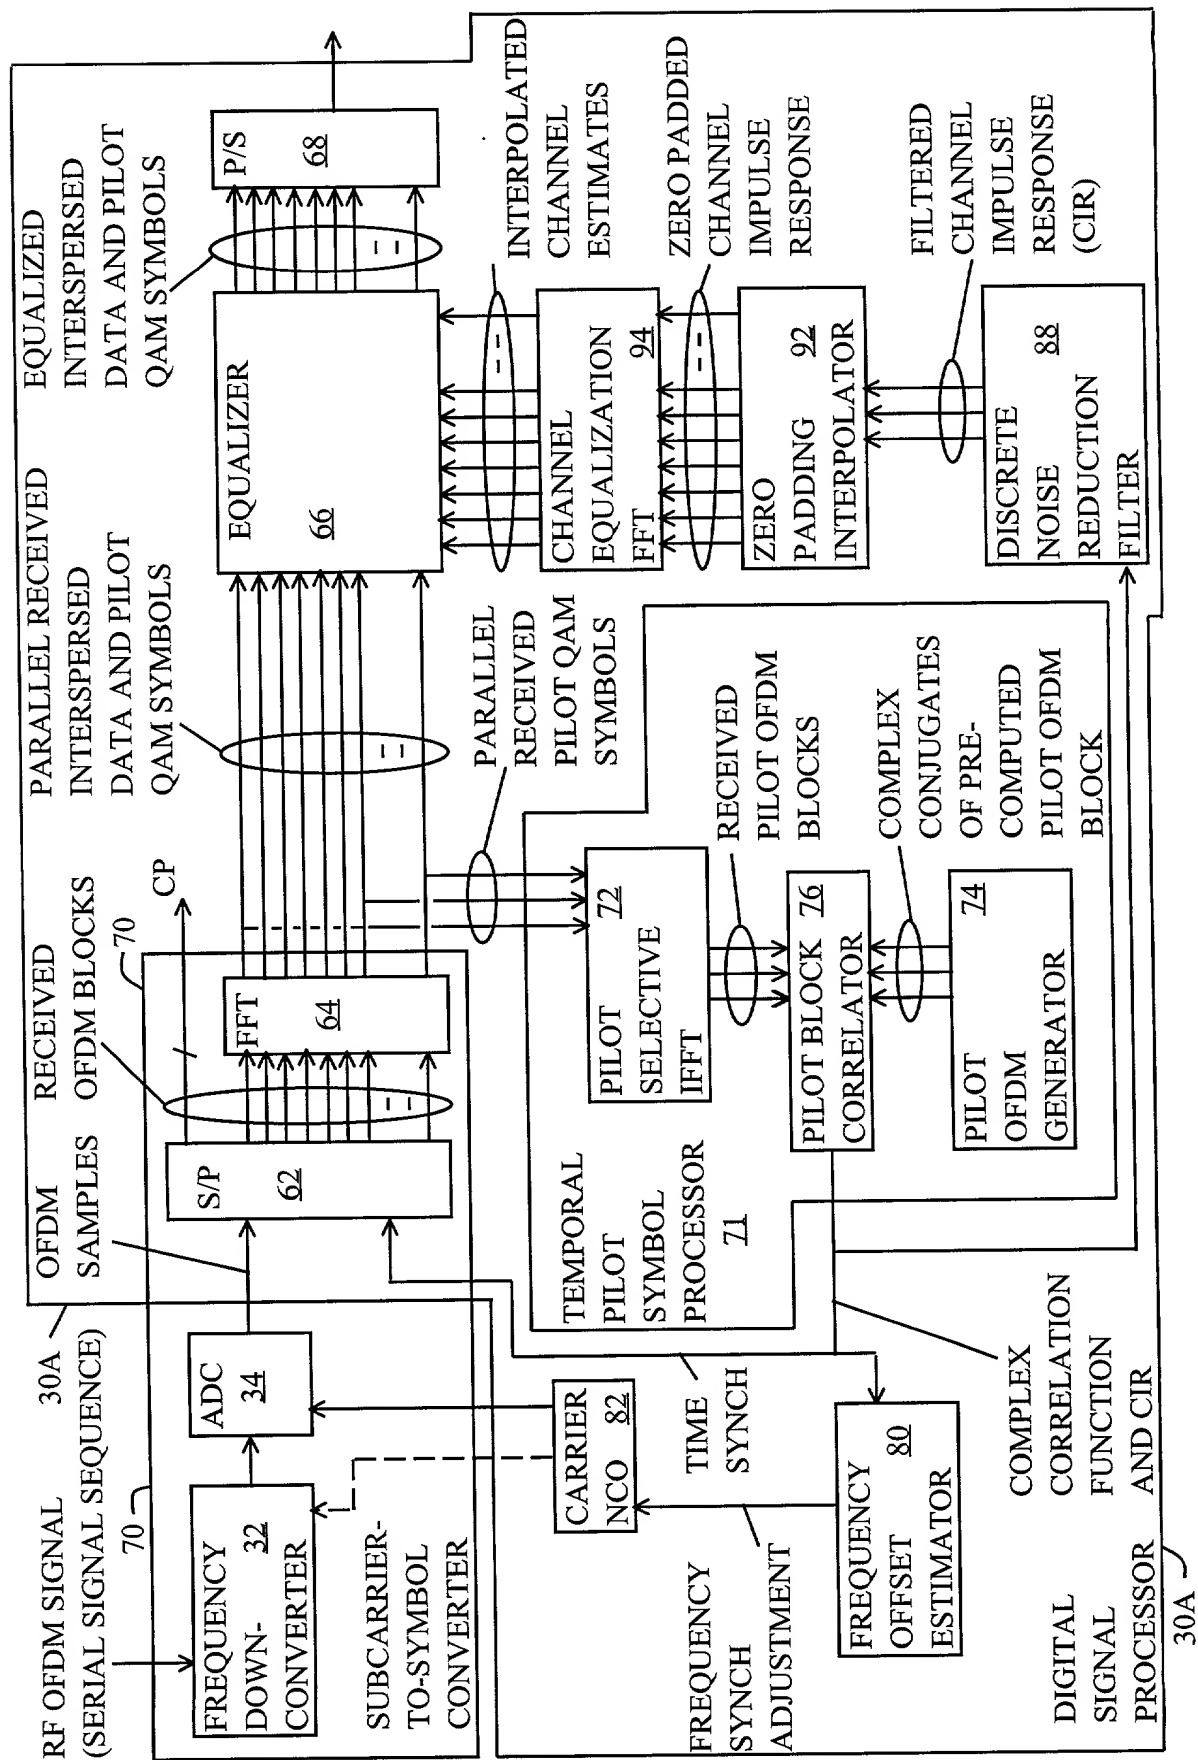 RF OFDM SIGNAL
(SERIAL SIGNAL SEQUENCE)
30A
70
FREQUENCY
DOWN-
CONVERTER
32
ADC
34
OFDM
SAMPLES
S/P
62
RECEIVED
OFDM BLOCKS
70
CP
FFT
64
SUBCARRIER-
TO-SYMBOL
CONVERTER
PARALLEL RECEIVED
INTERSPERSED
DATA AND PILOT
QAM SYMBOLS
EQUALIZER
66
EQUALIZED
INTERSPERSED
DATA AND PILOT
QAM SYMBOLS
P/S
68
PARALLEL
RECEIVED
PILOT QAM
SYMBOLS
INTERPOLATED
CHANNEL
ESTIMATES
CHANNEL
EQUALIZATION
FFT
94
ZERO PADDED
CHANNEL
IMPULSE
RESPONSE
ZERO
PADDING
INTERPOLATOR
92
FILTERED
CHANNEL
IMPULSE
RESPONSE
(CIR)
DISCRETE
NOISE
REDUCTION
FILTER
88
TEMPORAL
PILOT
SYMBOL
PROCESSOR
71
PILOT
SELECTIVE
IFFT
72
RECEIVED
PILOT OFDM
BLOCKS
PILOT BLOCK
CORRELATOR
76
COMPLEX
CONJUGATES
OF PRE-
COMPUTED
PILOT OFDM
BLOCK
PILOT
OFDM
GENERATOR
74
CARRIER
NCO
82
TIME
SYNCH
FREQUENCY
SYNCH
ADJUSTMENT
FREQUENCY
OFFSET
ESTIMATOR
80
COMPLEX
CORRELATION
FUNCTION
AND CIR
DIGITAL
SIGNAL
PROCESSOR
30A